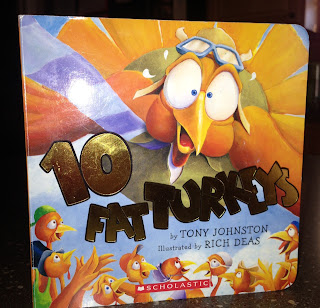 10
FAT TURKEYS
by TONY JOHNSTON
Illustrated by RICH DEAS
SCHOLASTIC